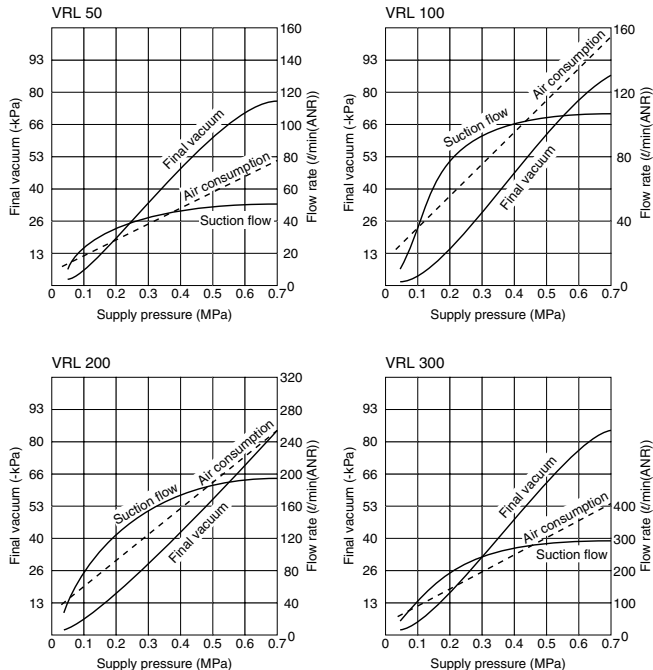 VRL 50
Final vacuum (-kPa)
93
80
66
53
40
26
13
160
140
120
100
80
60
40
20
0
Flow rate (ℓ/min(ANR))
Final vacuum
Air consumption
Suction flow
0 0.1 0.2 0.3 0.4 0.5 0.6 0.7
Supply pressure (MPa)
VRL 100
Final vacuum (-kPa)
93
80
66
53
40
26
13
160
120
80
40
0
Flow rate (ℓ/min(ANR))
Air consumption
Suction flow
Final vacuum
0 0.1 0.2 0.3 0.4 0.5 0.6 0.7
Supply pressure (MPa)
VRL 200
Final vacuum (-kPa)
93
80
66
53
40
26
13
320
280
240
200
160
120
80
40
0
Flow rate (ℓ/min(ANR))
Air consumption
Suction flow
Final vacuum
0 0.1 0.2 0.3 0.4 0.5 0.6 0.7
Supply pressure (MPa)
VRL 300
Final vacuum (-kPa)
93
80
66
53
40
26
13
400
300
200
100
0
Flow rate (ℓ/min(ANR))
Final vacuum
Air consumption
Suction flow
0 0.1 0.2 0.3 0.4 0.5 0.6 0.7
Supply pressure (MPa)